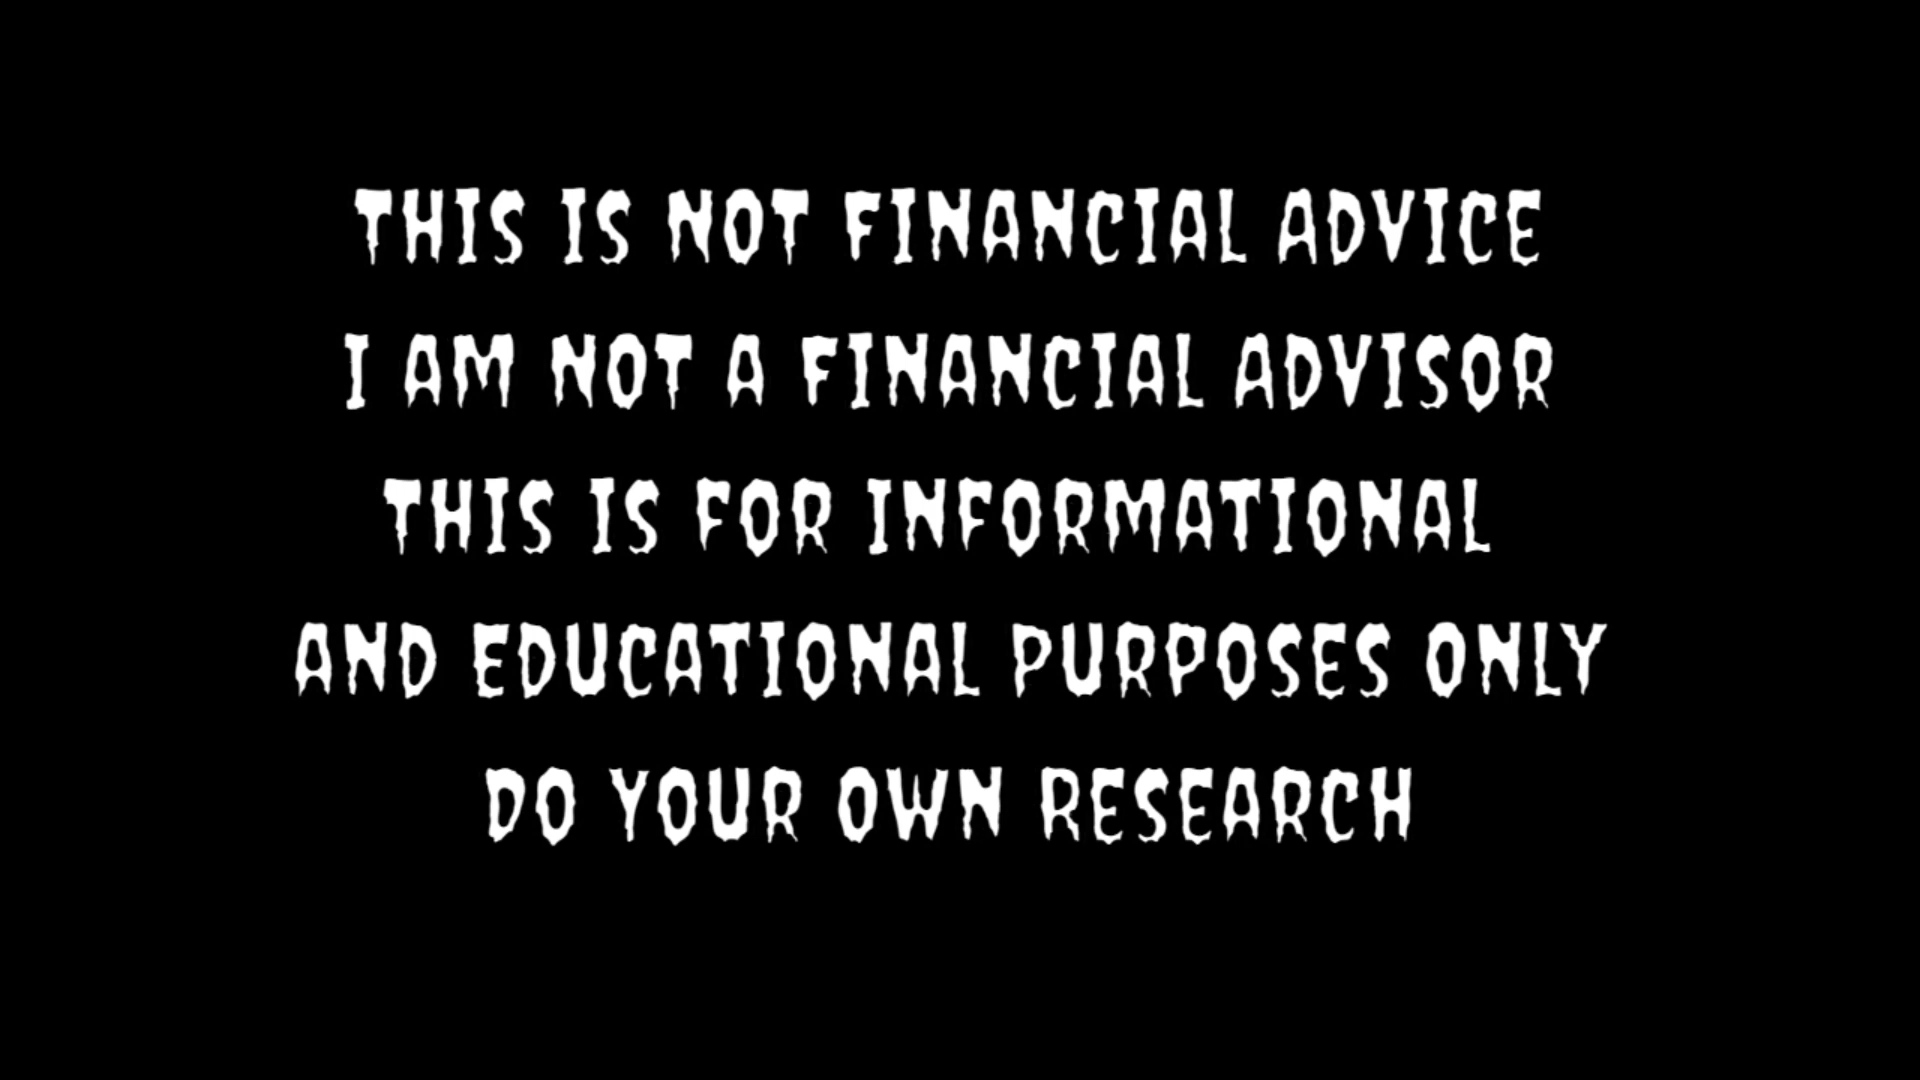 THIS IS NOT FINANCIAL ADVICE
I AM NOT A FINANCIAL ADVISOR
THIS IS FOR INFORMATIONAL
AND EDUCATIONAL PURPOSES ONLY
DO YOUR OWN RESEARCH